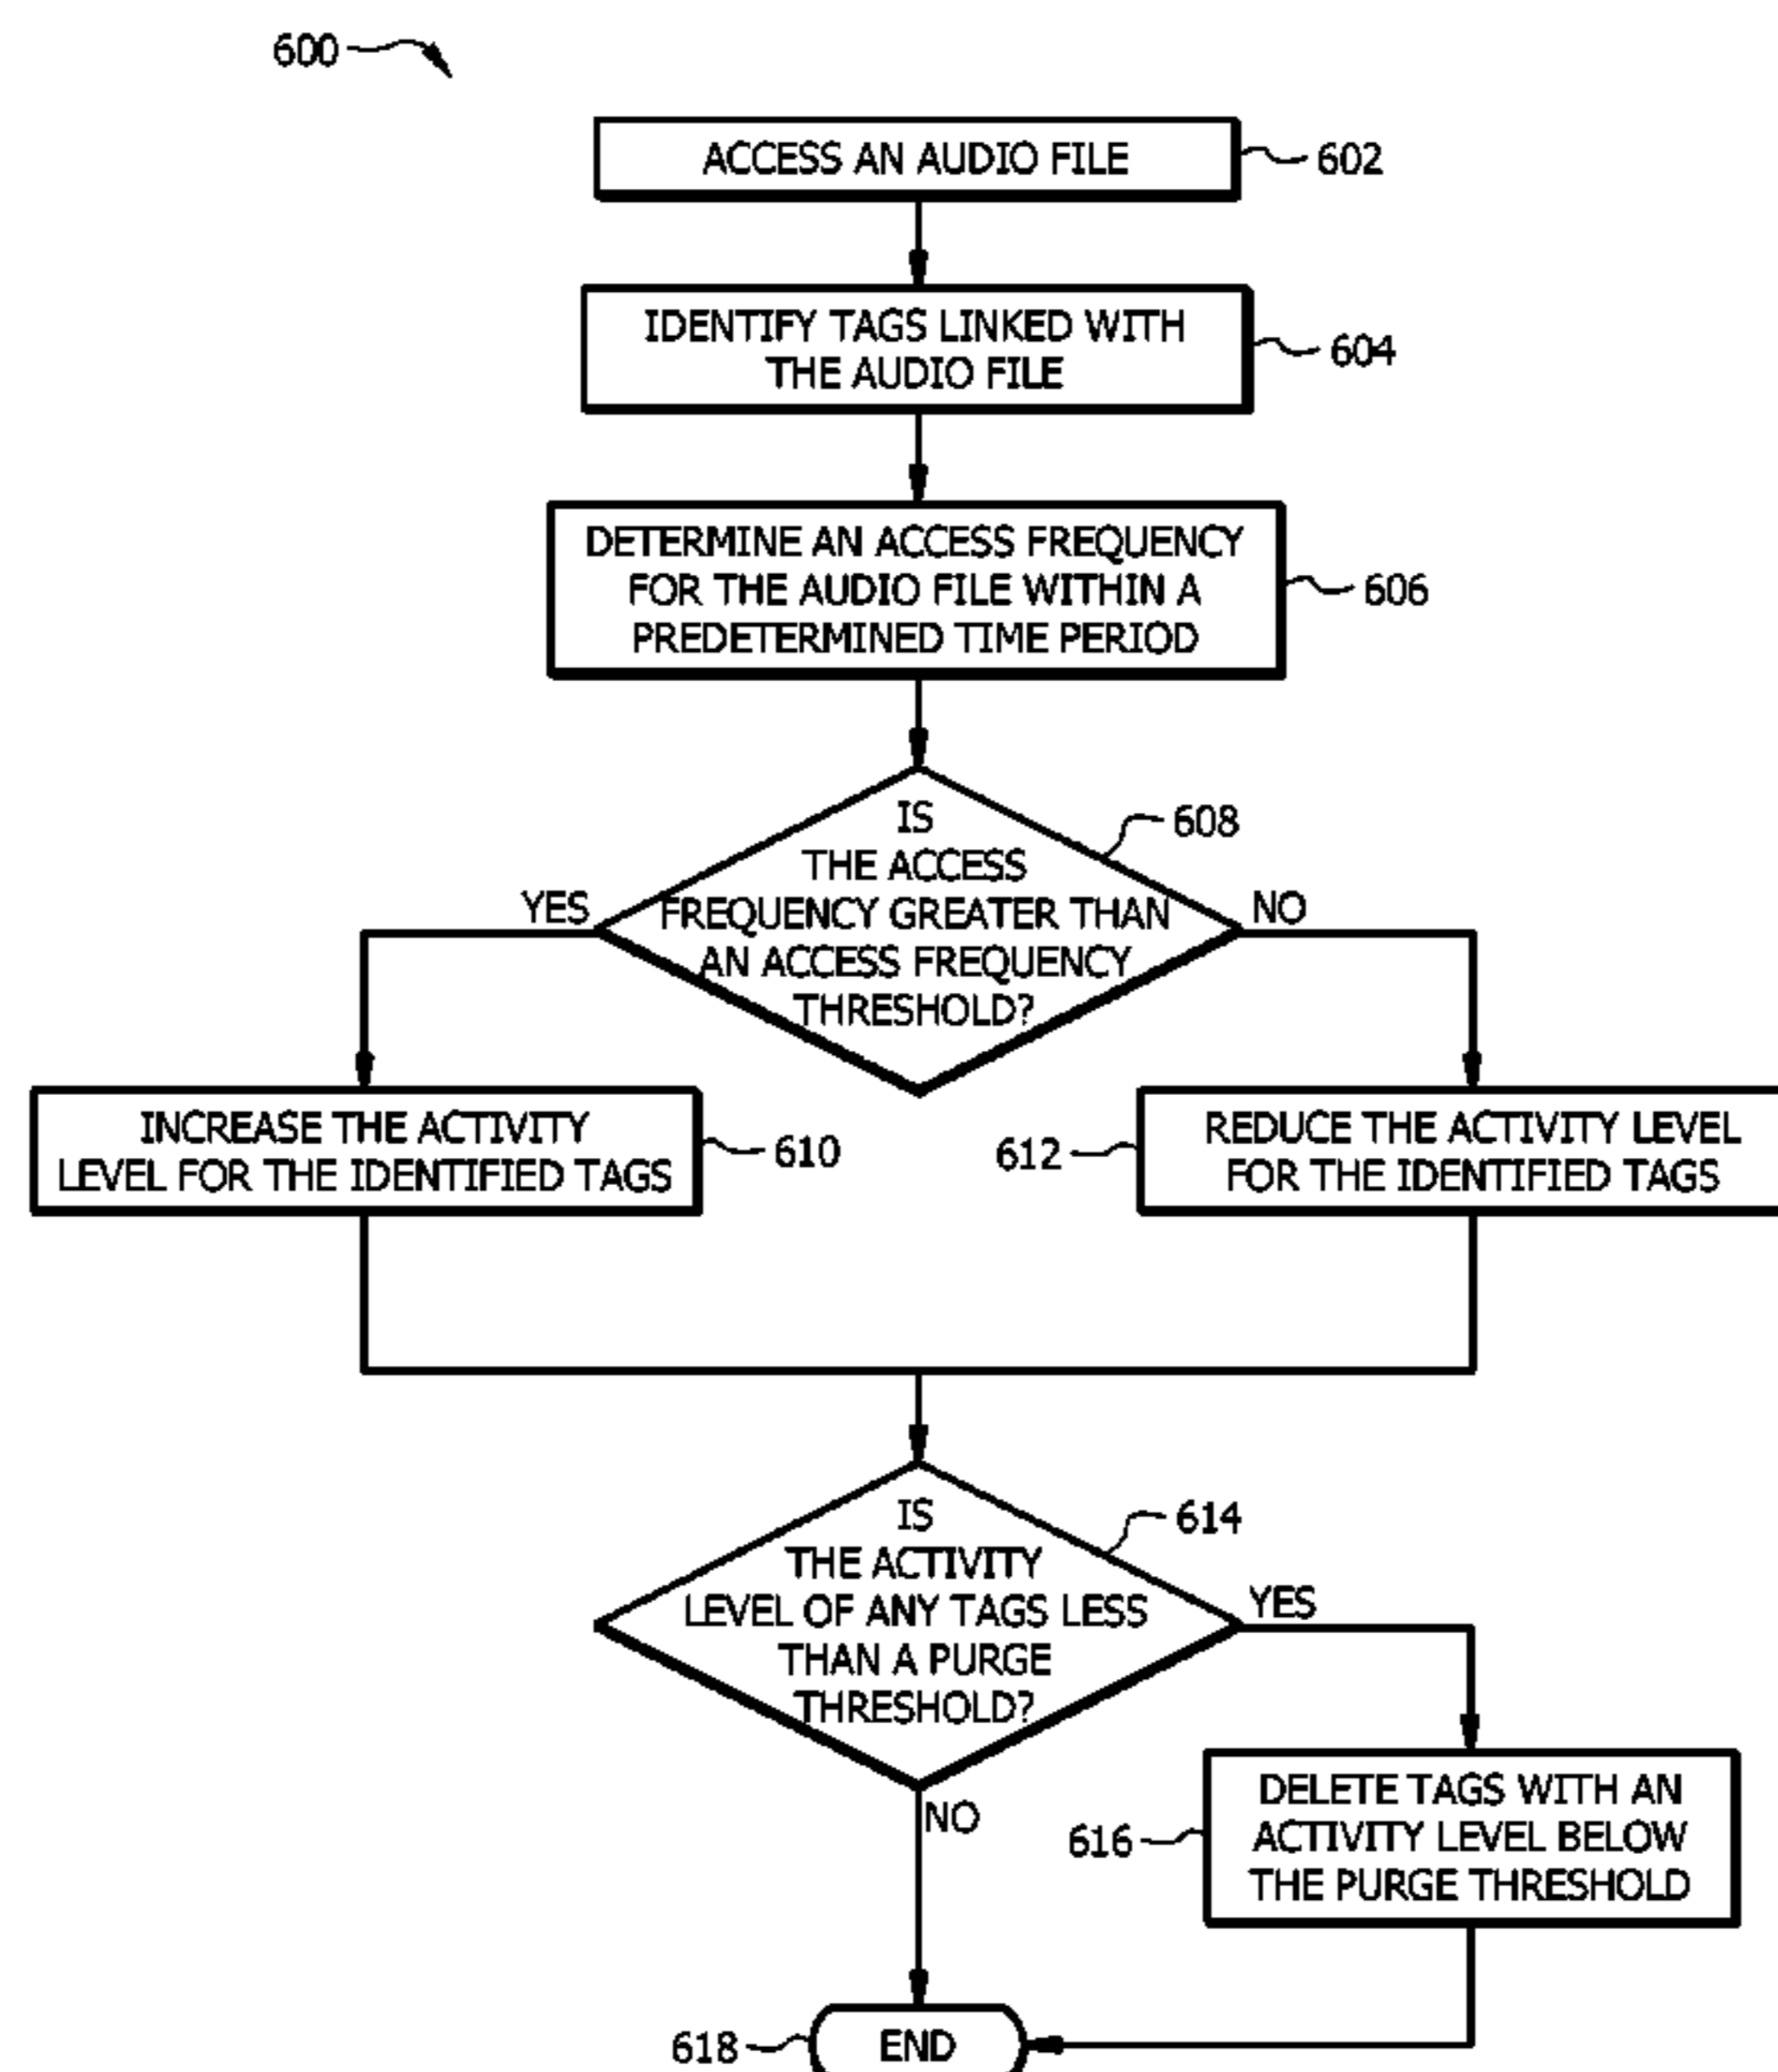 600
ACCESS AN AUDIO FILE
602
IDENTIFY TAGS LINKED WITH
THE AUDIO FILE
604
DETERMINE AN ACCESS FREQUENCY
FOR THE AUDIO FILE WITHIN A
PREDETERMINED TIME PERIOD
606
IS
THE ACCESS
FREQUENCY GREATER THAN
AN ACCESS FREQUENCY
THRESHOLD?
608
YES
NO
INCREASE THE ACTIVITY
LEVEL FOR THE IDENTIFIED TAGS
610
612
REDUCE THE ACTIVITY LEVEL
FOR THE IDENTIFIED TAGS
IS
THE ACTIVITY
LEVEL OF ANY TAGS LESS
THAN A PURGE
THRESHOLD?
614
YES
NO
616
DELETE TAGS WITH AN
ACTIVITY LEVEL BELOW
THE PURGE THRESHOLD
618
END